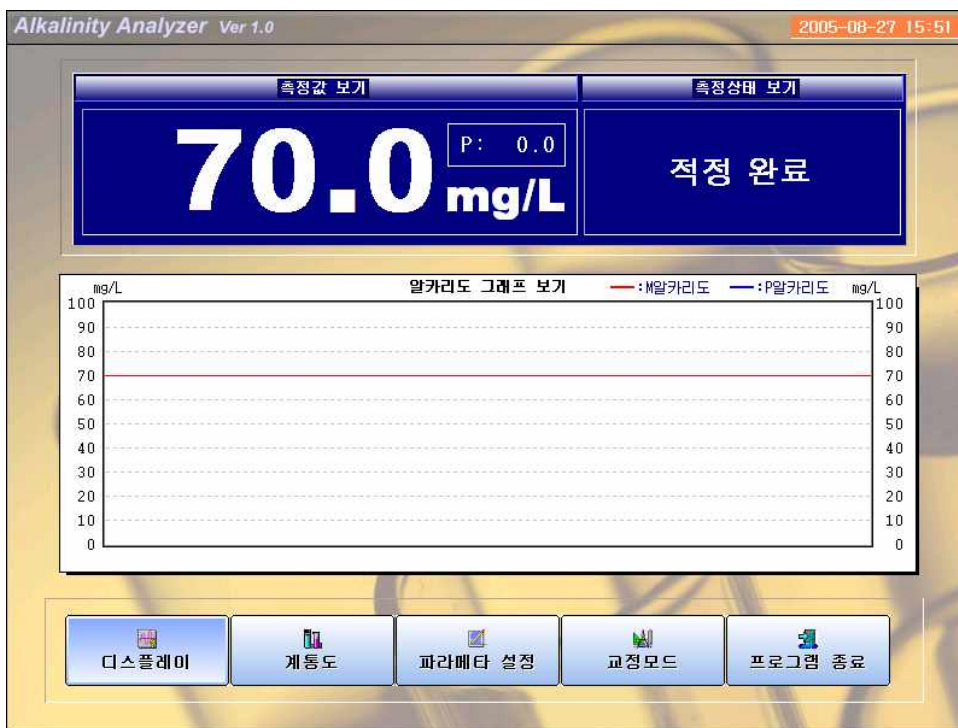 Alkalinity Analyzer Ver 1.0
2005-08-27 15:51
측정값 보기
측정상태 보기
70.0
P: 0.0
mg/L
적정 완료
mg/L
알카리도 그래프 보기
:M알카리도
:P알카리도
mg/L
100
100
90
90
80
80
70
70
60
60
50
50
40
40
30
30
20
20
10
10
0
0
디스플레이
계통도
파라메타 설정
교정모드
프로그램 종료